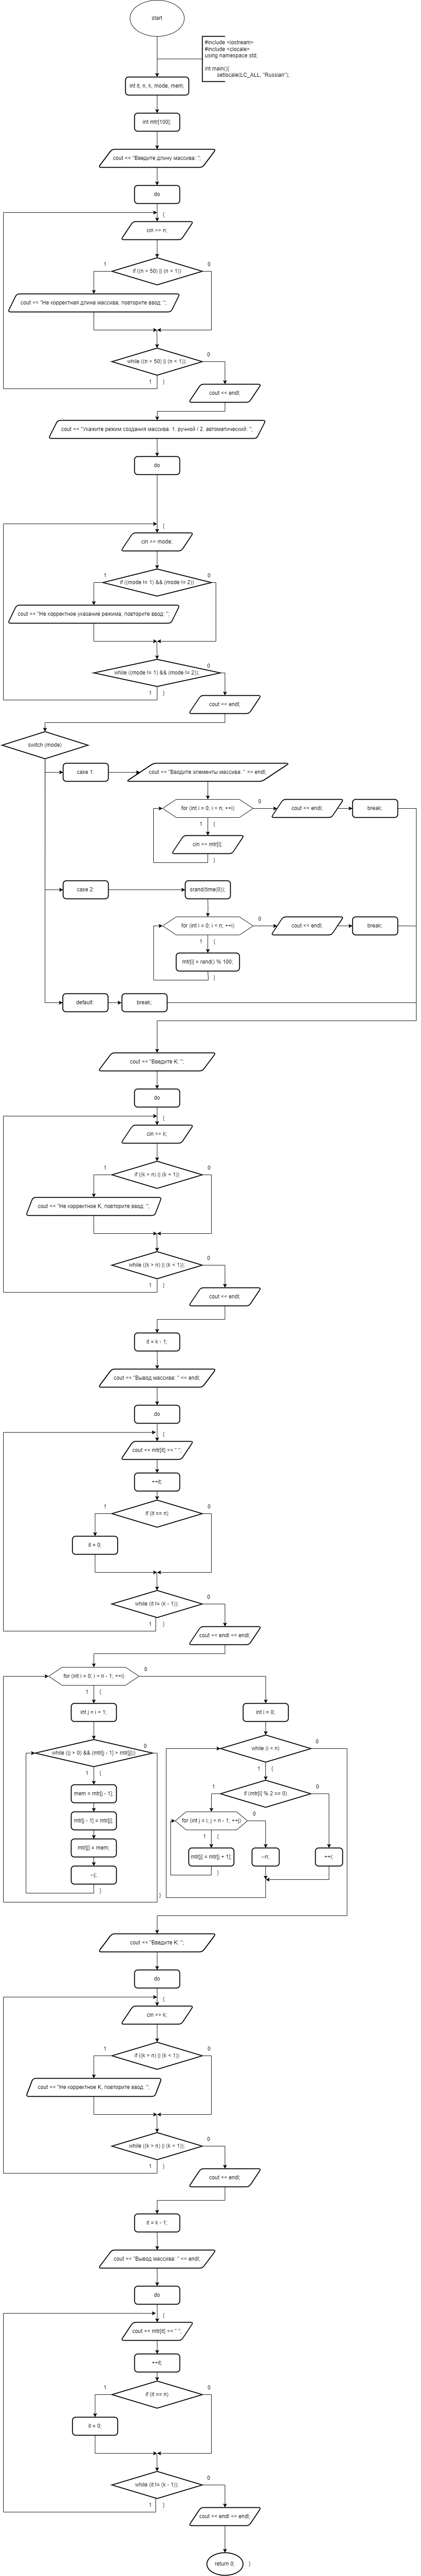 start
#include <iostream>
#include <clocale>
using namespace std;
int main(){
setlocale(LC_ALL, "Russian");
int it, n, k, mode, mem;
int mtr[100];
cout << "Введите длину массива: ";
do
{
cin >> n;
if ((n > 50) || (n < 1))
1
0
cout << "Не корректная длина массива, повторите ввод: ";
while ((n > 50) || (n < 1));
0
1
}
cout << endl;
cout << "Укажите режим создания массива: 1. ручной / 2. автоматический: ";
do
{
cin >> mode;
if ((mode != 1) && (mode != 2))
1
0
cout << "Не корректное указание режима, повторите ввод: ";
while ((mode != 1) && (mode != 2));
0
1
}
cout << endl;
switch (mode)
case 1:
cout << "Вводите элементы массива: " << endl;
for (int i = 0; i < n; ++i)
0
cout << endl;
break;
1
{
cin >> mtr[i];
}
case 2:
srand(time(0));
for (int i = 0; i < n; ++i)
0
cout << endl;
break;
1
{
mtr[i] = rand() % 100;
}
default:
break;
cout << "Введите K: ";
do
{
cin >> k;
if ((k > n) || (k < 1))
1
0
cout << "Не корректное K, повторите ввод: ";
while ((k > n) || (k < 1));
0
1
}
cout << endl;
it = k - 1;
cout << "Вывод массива: " << endl;
do
{
cout << mtr[it] << " ";
++it;
if (it == n)
1
0
it = 0;
while (it != (k - 1));
0
1
}
cout << endl << endl;
for (int i = 0; i < n - 1; ++i)
0
1
{
int j = i + 1;
while ((j > 0) && (mtr[j - 1] > mtr[j]))
0
1
{
mem = mtr[j - 1];
mtr[j - 1] = mtr[j];
mtr[j] = mem;
--j;
}
}
int i = 0;
while (i < n)
0
1
{
if (mtr[i] % 2 == 0)
1
0
for (int j = i; j < n - 1; ++j)
0
1
{
mtr[j] = mtr[j + 1];
}
--n;
++i;
cout << "Введите K: ";
do
{
cin >> k;
if ((k > n) || (k < 1))
1
0
cout << "Не корректное K, повторите ввод: ";
while ((k > n) || (k < 1));
0
1
}
cout << endl;
it = k - 1;
cout << "Вывод массива: " << endl;
do
{
cout << mtr[it] << " ";
++it;
if (it == n)
1
0
it = 0;
while (it != (k - 1));
0
1
}
cout << endl << endl;
return 0;
}